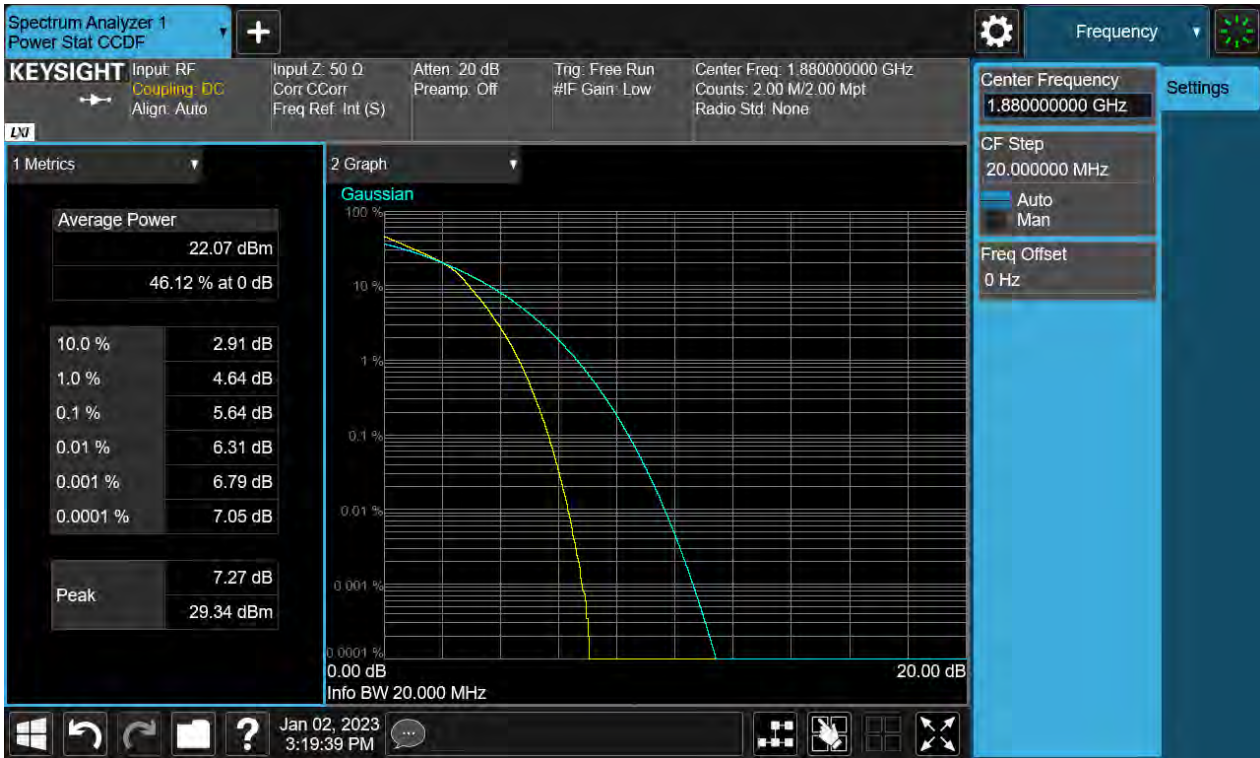 Spectrum Analyzer 1
Power Stat CCDF
Frequency
KEYSIGHT
Input: RF
Coupling: DC
Align: Auto
Input Z: 50 Ω
Corr CCorr
Freq Ref: Int (S)
Atten: 20 dB
Preamp: Off
Trig: Free Run
#IF Gain: Low
Center Freq: 1.880000000 GHz
Counts: 2.00 M/2.00 Mpt
Radio Std: None
LXI
Center Frequency
1.880000000 GHz
Settings
CF Step
20.000000 MHz
Auto
Man
Freq Offset
0 Hz
1 Metrics
Average Power
22.07 dBm
46.12 % at 0 dB
10.0 % 2.91 dB
1.0 % 4.64 dB
0.1 % 5.64 dB
0.01 % 6.31 dB
0.001 % 6.79 dB
0.0001 % 7.05 dB
Peak
7.27 dB
29.34 dBm
2 Graph
Gaussian
100 %
10 %
1 %
0.1 %
0.01 %
0.001 %
0.0001 %
0.00 dB
20.00 dB
Info BW 20.000 MHz
?
Jan 02, 2023
3:19:39 PM